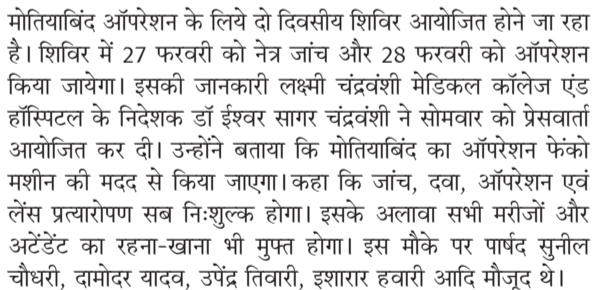 मोतियाबिंद ऑपरेशन के लिये दो दिवसीय शिविर आयोजित होने जा रहा
है। शिविर में 27 फरवरी को नेत्र जांच और 28 फरवरी को ऑपरेशन
किया जायेगा। इसकी जानकारी लक्ष्मी चंद्रवंशी मेडिकल कॉलेज एंड
हॉस्पिटल के निदेशक डॉ ईश्वर सागर चंद्रवंशी ने सोमवार को प्रेसवार्ता
आयोजित कर दी। उन्होंने बताया कि मोतियाबिंद का ऑपरेशन फेंको
मशीन की मदद से किया जाएगा।कहा कि जांच, दवा, ऑपरेशन एवं
लेंस प्रत्यारोपण सब निःशुल्क होगा। इसके अलावा सभी मरीजों और
अटेंडेंट का रहना-खाना भी मुफ्त होगा। इस मौके पर पार्षद सुनील
चौधरी, दामोदर यादव, उपेंद्र तिवारी, इशारार हवारी आदि मौजूद थे।